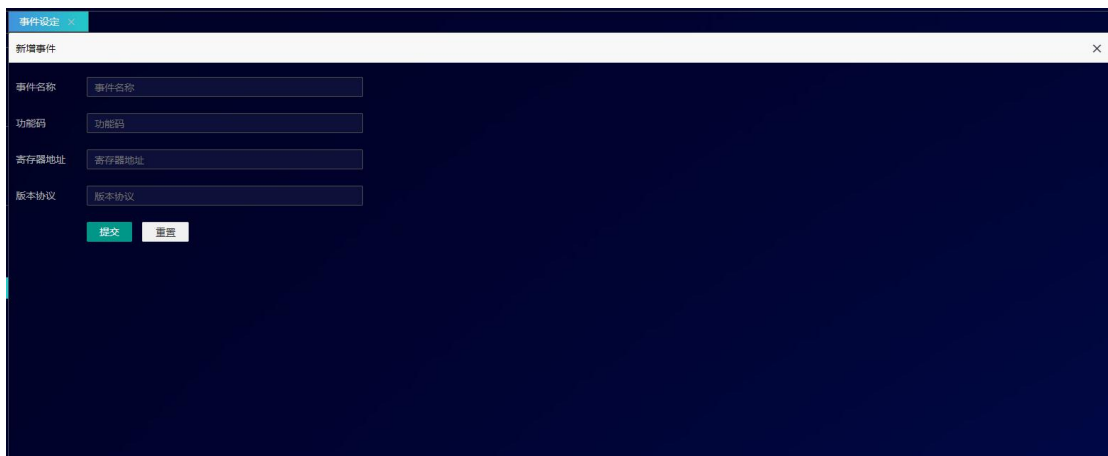 事件设定 ×
新增事件 ×
事件名称 事件名称
功能码 功能码
寄存器地址 寄存器地址
版本协议 版本协议
提交 重置